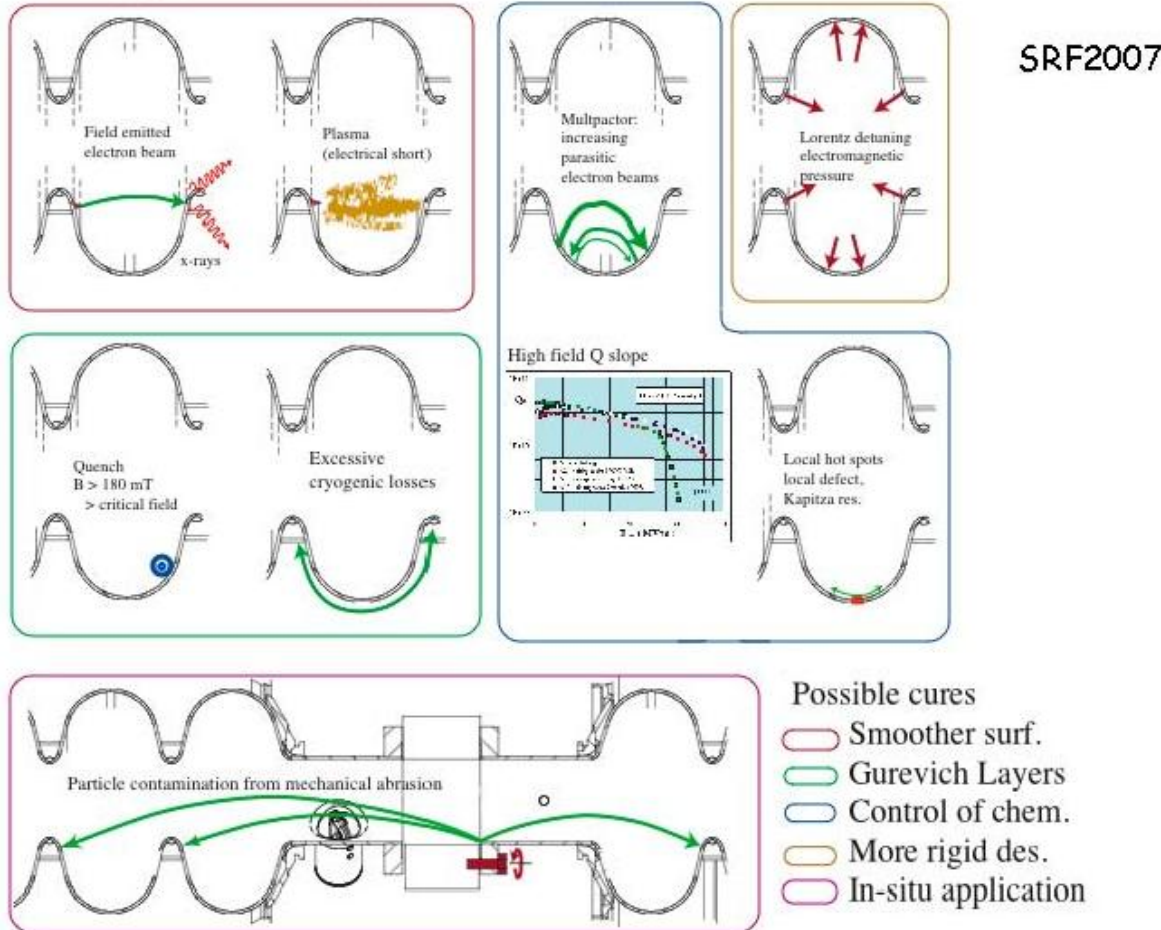 SRF2007
Field emitted
electron beam
x-rays
Plasma
(electrical short)
Multpactor:
increasing
parasitic
electron beams
Lorentz detuning
electromagnetic
pressure
Quench
B > 180 mT
> critical field
Excessive
cryogenic losses
High field Q slope
Local hot spots
local defect,
Kapitza res.
Particle contamination from mechanical abrasion
Possible cures
Smoother surf.
Gurevich Layers
Control of chem.
More rigid des.
In-situ application